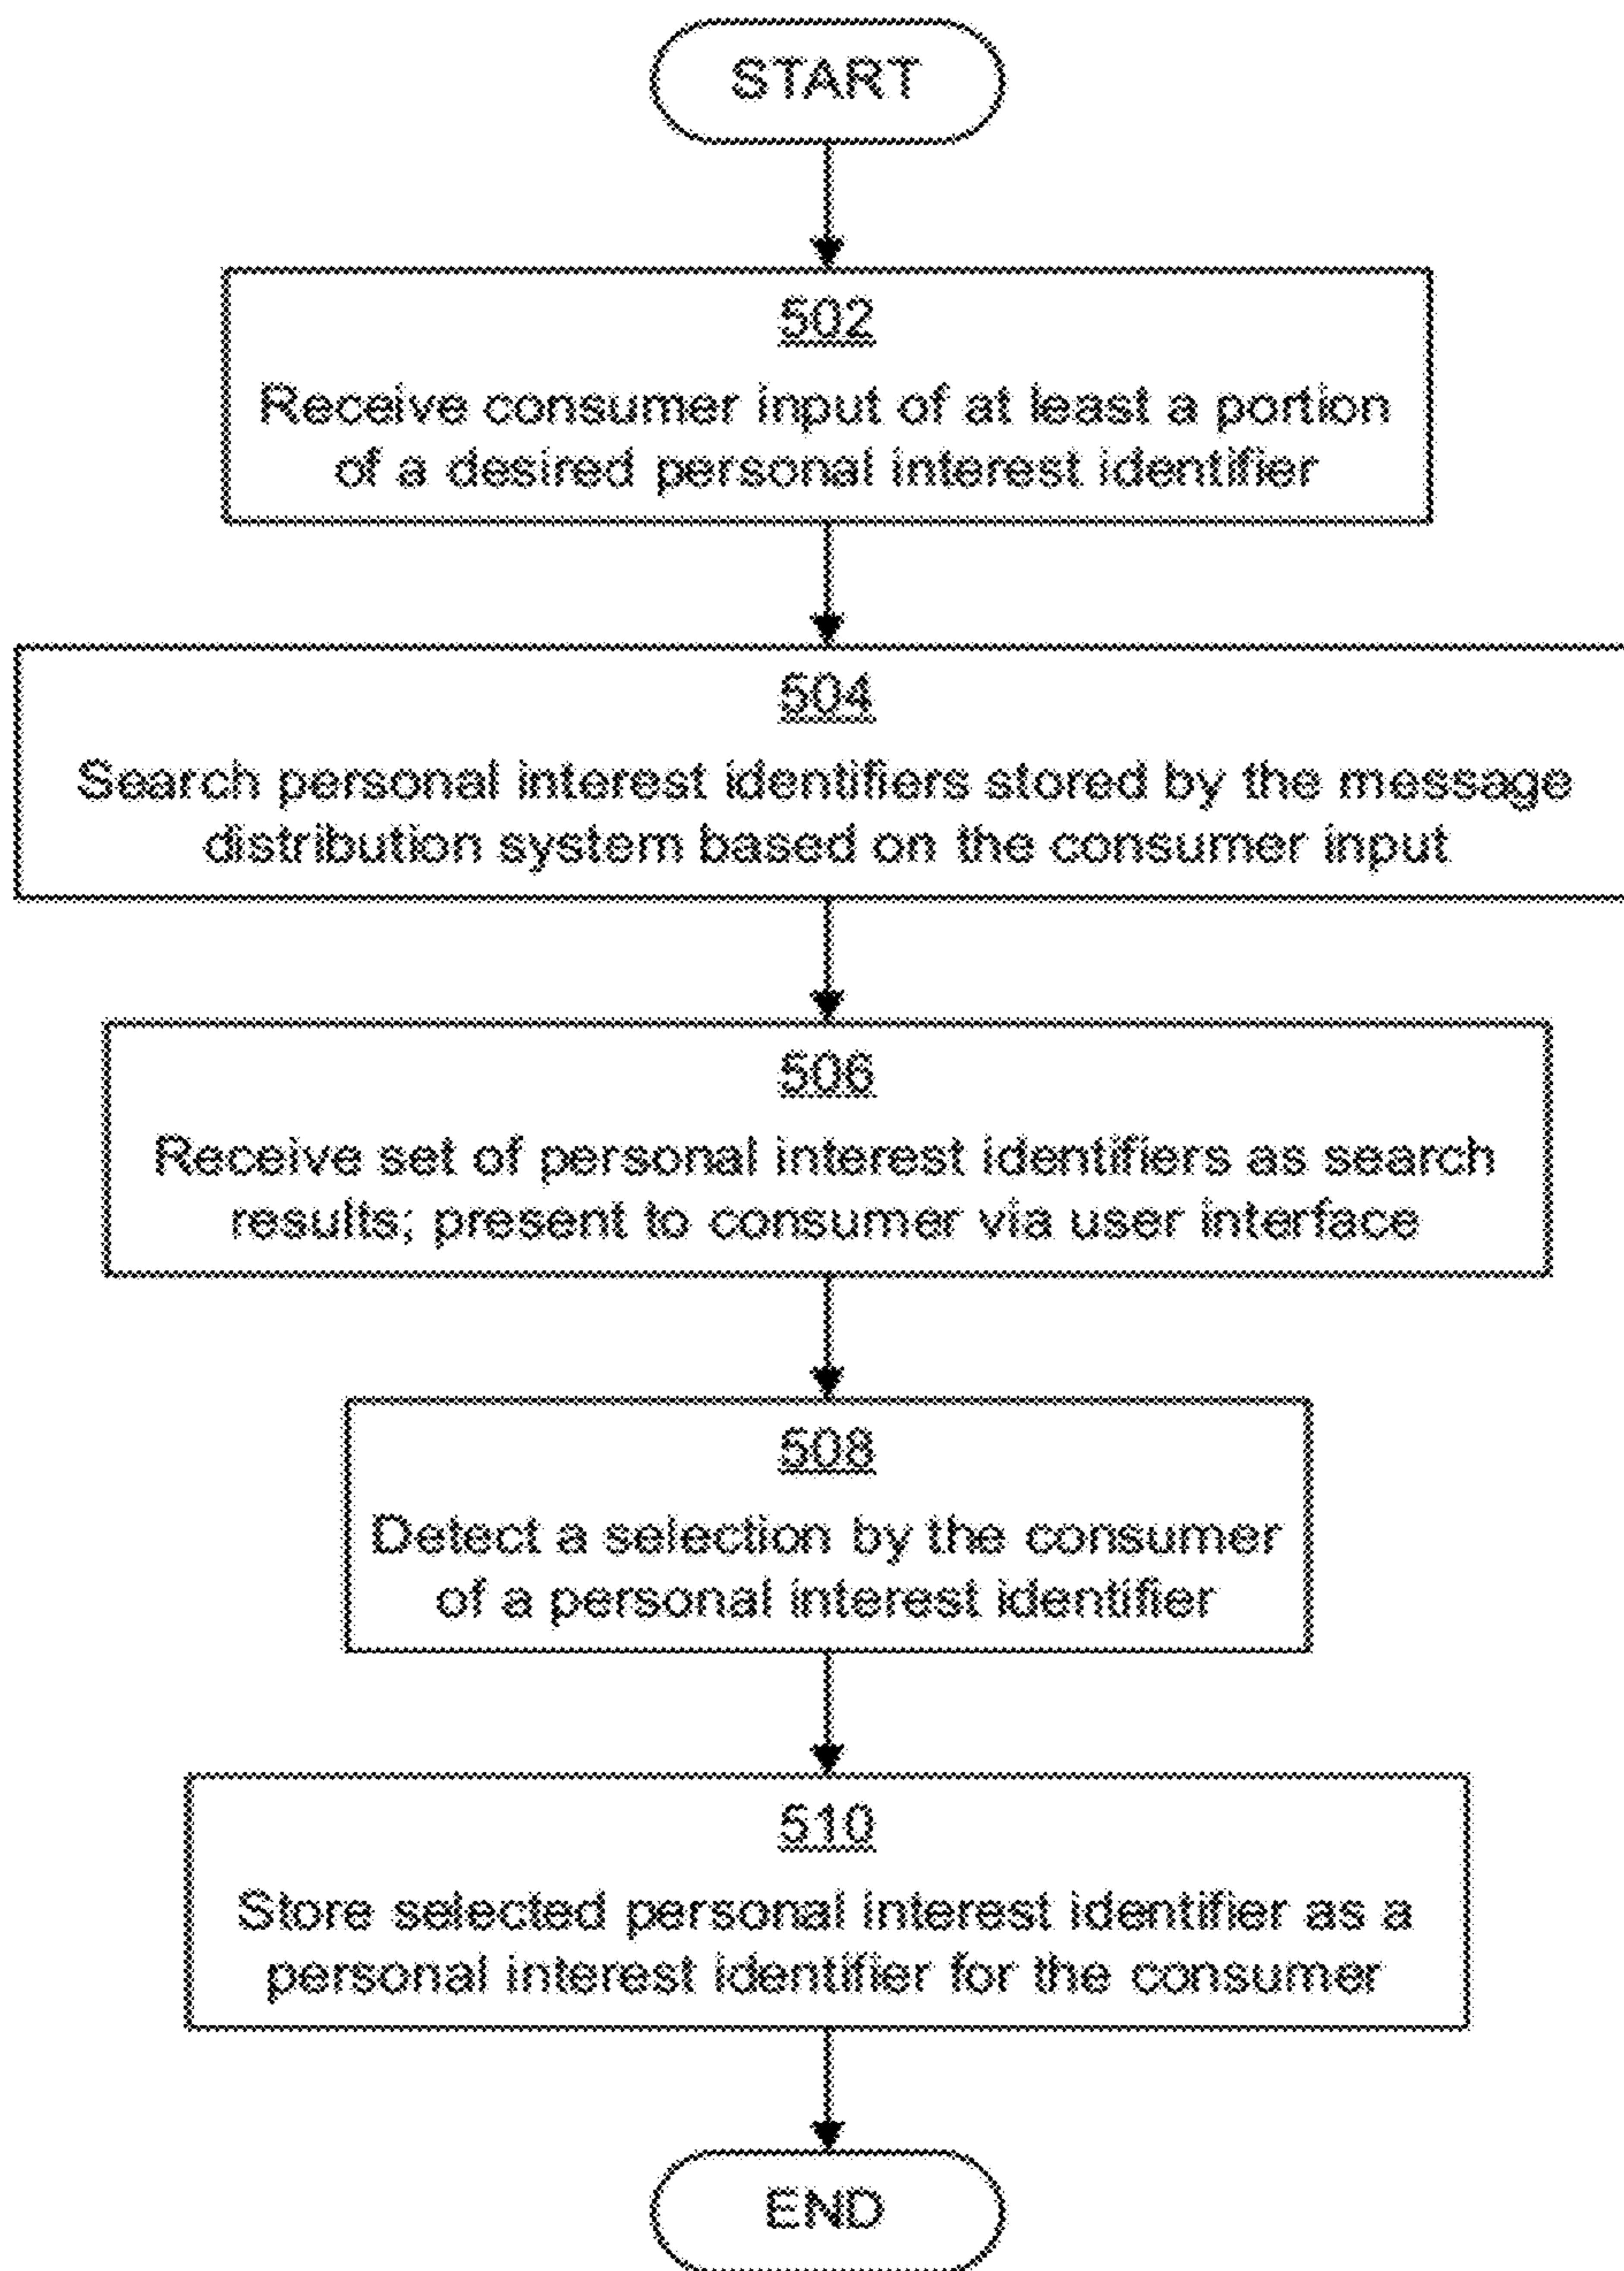 START
502
Receive consumer input of at least a portion
of a desired personal interest identifier
504
Search personal interest identifiers stored by the message
distribution system based on the consumer input
506
Receive set of personal interest identifiers as search
results; present to consumer via user interface
508
Detect a selection by the consumer
of a personal interest identifier
510
Store selected personal interest identifier as a
personal interest identifier for the consumer
END